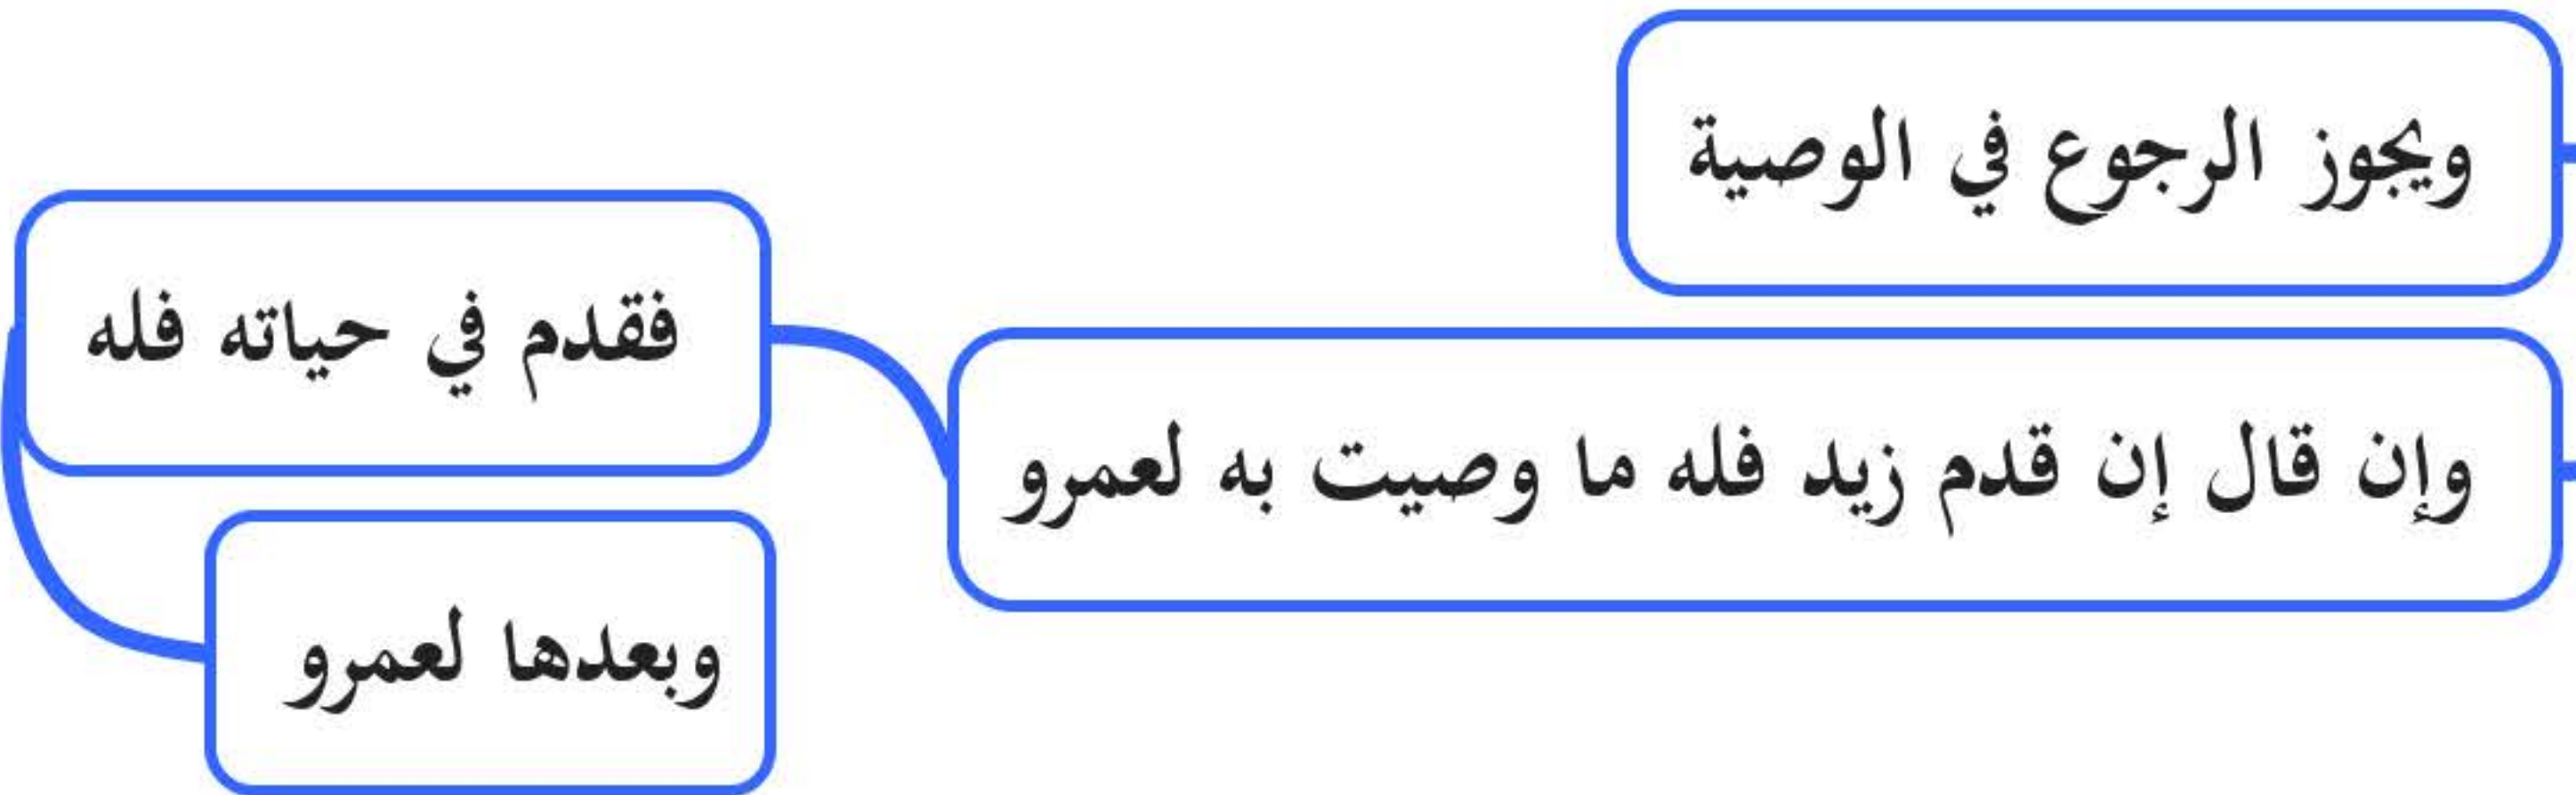 ويجوز الرجوع في الوصية
وإن قال إن قدم زيد فله ما وصيت به لعمرو
فقدم في حياته فله
وبعدها لعمرو